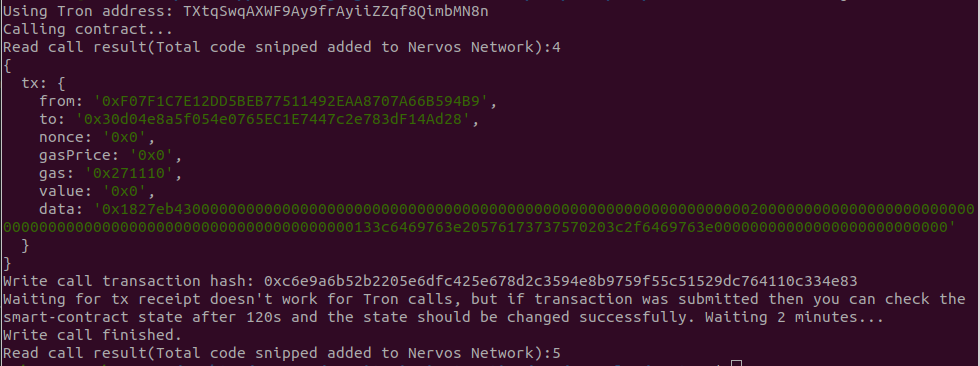 Using Tron address: TXtqSwqAXWF9Ay9frAyiiZZqf8QimbMN8n
Calling contract...
Read call result(Total code snipped added to Nervos Network):4
{
  tx: {
    from: '0xF07F1C7E12DD5BEB77511492EAA8707A66B594B9',
    to: '0x30d04e8a5f054e0765EC1E7447c2e783dF14Ad28',
    nonce: '0x0',
    gasPrice: '0x0',
    gas: '0x271110',
    value: '0x0',
    data: '0x1827eb430000000000000000000000000000000000000000000000000000000000000020000000000000000000000000
00000000000000000000000000000000000000133c6469763e20576173737570203c2f6469763e00000000000000000000000000'
  }
}
Write call transaction hash: 0xc6e9a6b52b2205e6dfc425e678d2c3594e8b9759f55c51529dc764110c334e83
Waiting for tx receipt doesn't work for Tron calls, but if transaction was submitted then you can check the
smart-contract state after 120s and the state should be changed successfully. Waiting 2 minutes...
Write call finished.
Read call result(Total code snipped added to Nervos Network):5